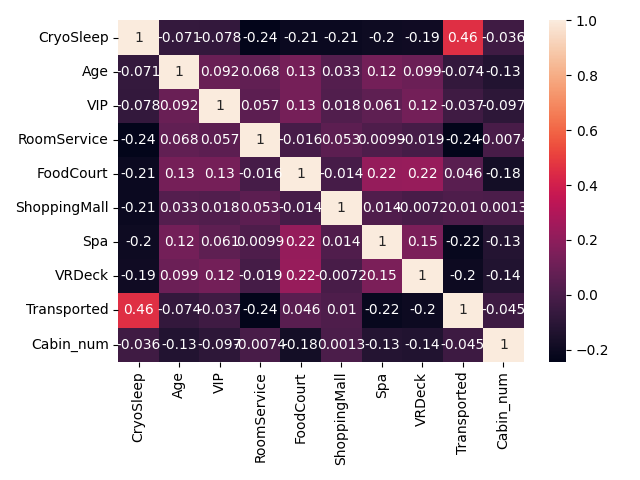 CryoSleep 1 -0.071 -0.078 -0.24 -0.21 -0.21 -0.2 -0.19 0.46 -0.036
Age -0.071 1 0.092 0.068 0.13 0.033 0.12 0.099 -0.074 -0.13
VIP -0.078 0.092 1 0.057 0.13 0.018 0.061 0.12 -0.037 -0.097
RoomService -0.24 0.068 0.057 1 -0.016 0.053 0.0099 -0.019 -0.24 -0.0074
FoodCourt -0.21 0.13 0.13 -0.016 1 -0.014 0.22 0.22 0.046 -0.18
ShoppingMall -0.21 0.033 0.018 0.053 -0.014 1 0.014 -0.0072 0.01 0.0013
Spa -0.2 0.12 0.061 0.0099 0.22 0.014 1 0.15 -0.22 -0.13
VRDeck -0.19 0.099 0.12 -0.019 0.22 -0.0072 0.15 1 -0.2 -0.14
Transported 0.46 -0.074 -0.037 -0.24 0.046 0.01 -0.22 -0.2 1 -0.045
Cabin_num -0.036 -0.13 -0.097 -0.0074 -0.18 0.0013 -0.13 -0.14 -0.045 1
CryoSleep Age VIP RoomService FoodCourt ShoppingMall Spa VRDeck Transported Cabin_num
1.0
0.8
0.6
0.4
0.2
0.0
−0.2